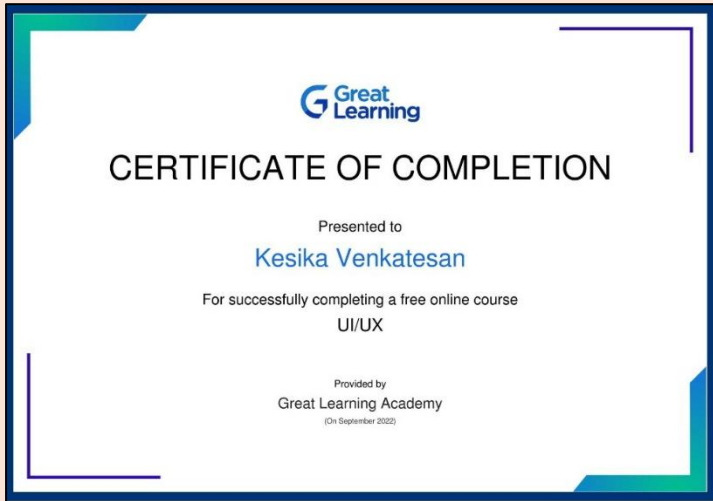 Great
Learning
CERTIFICATE OF COMPLETION
Presented to
Kesika Venkatesan
For successfully completing a free online course
UI/UX
Provided by
Great Learning Academy
(On September 2022)